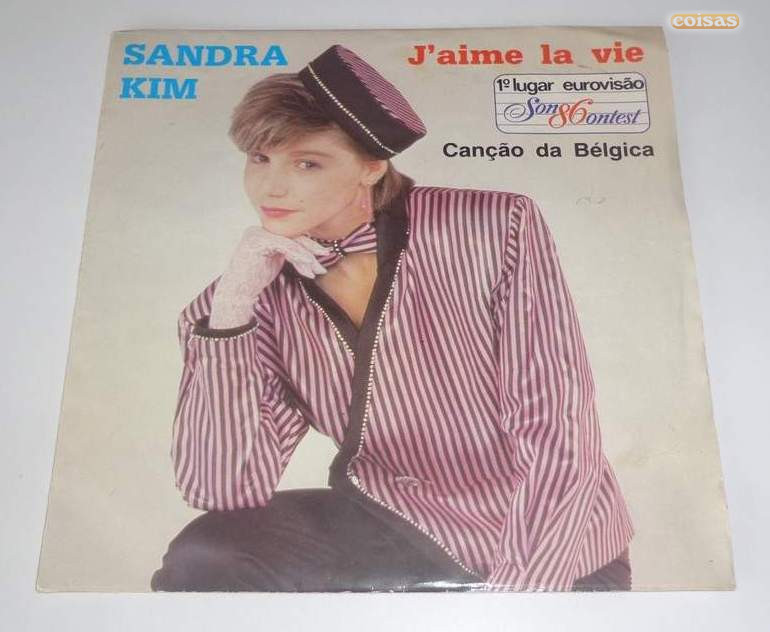 coisas
SANDRA
KIM
J'aime la vie
1º lugar eurovisão
Song 86 Contest
Canção da Bélgica